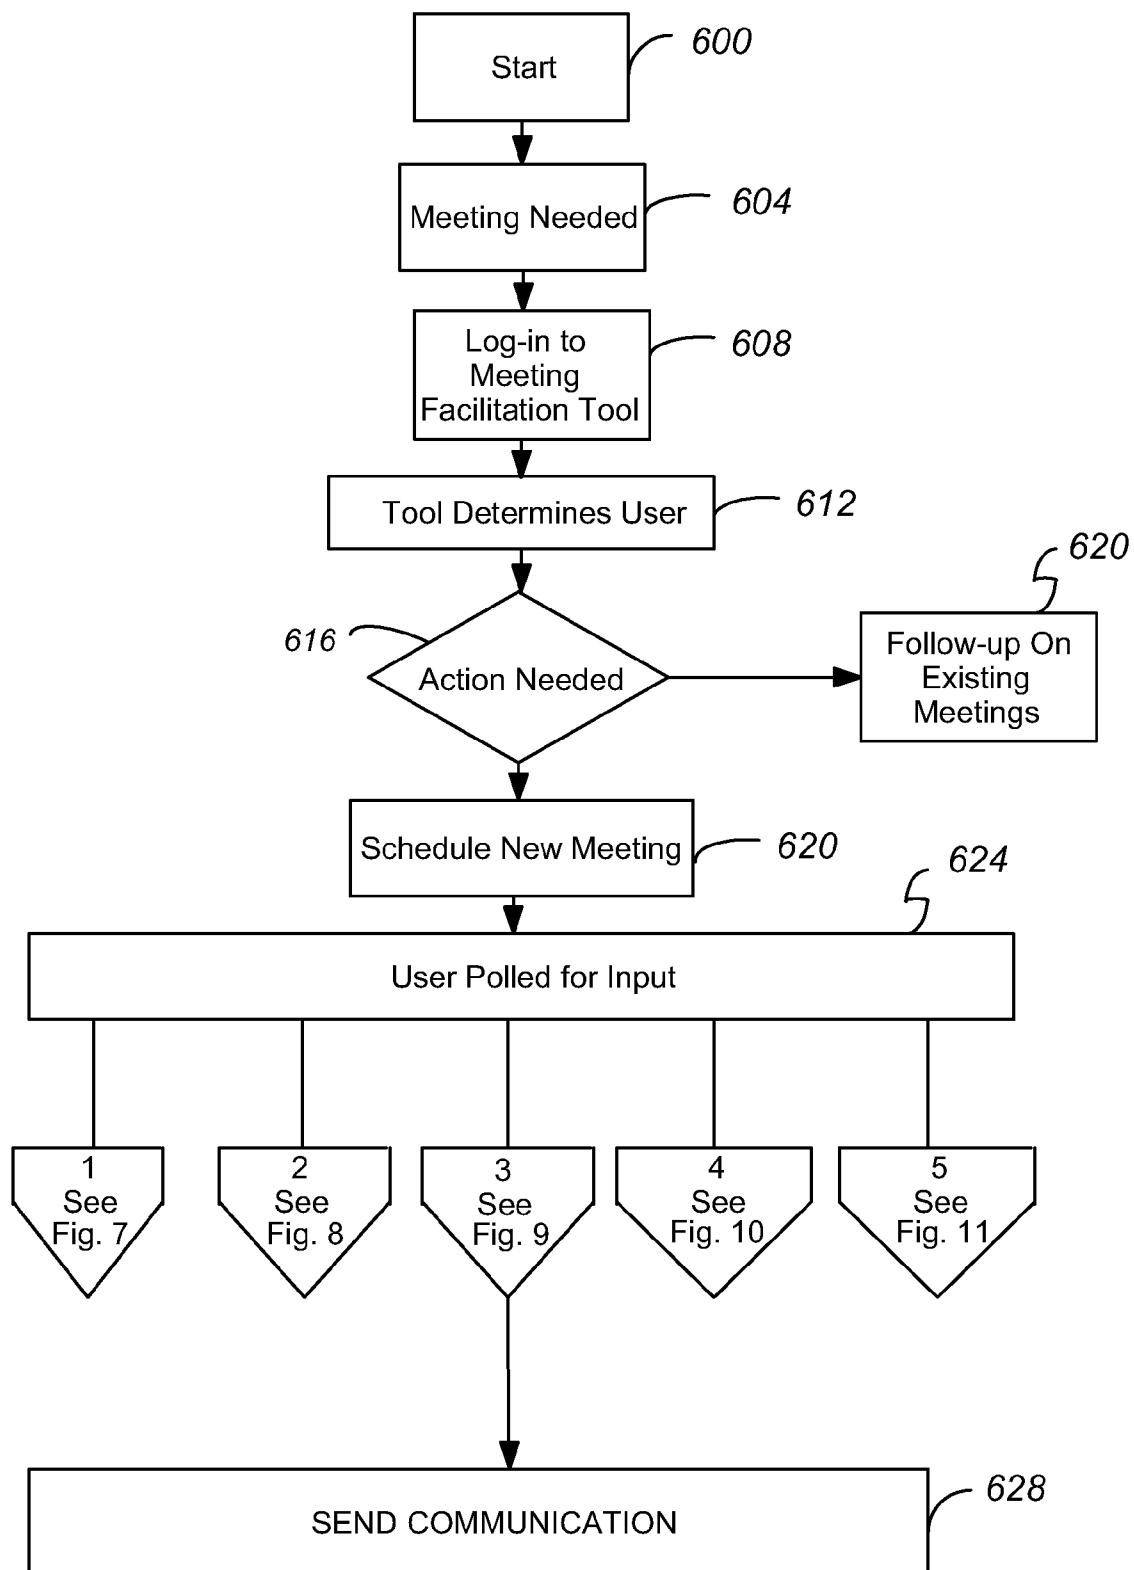 Start
600
Meeting Needed
604
Log-in to
Meeting
Facilitation Tool
608
Tool Determines User
612
616
Action Needed
620
Follow-up On
Existing
Meetings
Schedule New Meeting
620
624
User Polled for Input
1
See
Fig. 7
2
See
Fig. 8
3
See
Fig. 9
4
See
Fig. 10
5
See
Fig. 11
SEND COMMUNICATION
628